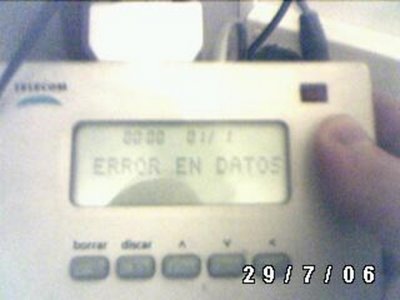 TELECOM
00:00 01/ 1
ERROR EN DATOS
borrar discar ^ v <
29/7/06